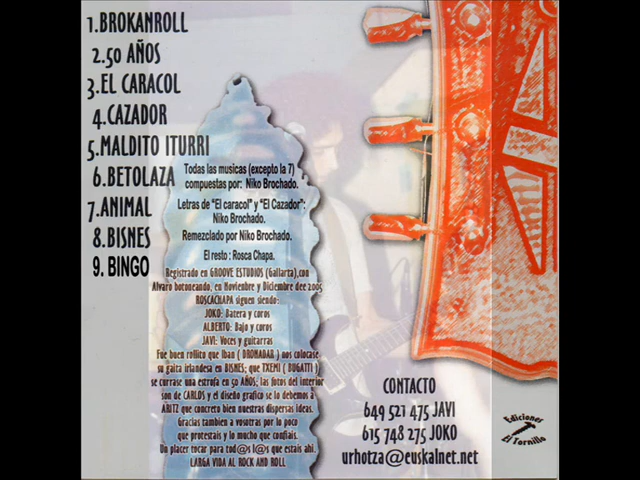 1.BROKANROLL
2.50 AÑOS
3.EL CARACOL
4.CAZADOR
5.MALDITO ITURRI
6.BETOLAZA
7.ANIMAL
8.BISNES
9. BINGO
Todas las musicas (excepto la 7)
compuestas por: Niko Brochado.
Letras de "El caracol" y "El Cazador":
Niko Brochado.
Remezclado por Niko Brochado.
El resto : Rosca Chapa.
Registrado en GROOVE ESTUDIOS (Gallarta),con
Alvaro botoneando, en Noviembre y Diciembre dee 2005
ROSCACHAPA siguen siendo:
JOKO: Batera y coros
ALBERTO: Bajo y coros
JAVI: Voces y guitarras
Fue buen rollito que Iban ( DRONADAR ) nos colocase
su gaita irlandesa en BISNES; que TXEMI ( BUGATTI )
se currase una estrofa en 50 AÑOS; las fotos del interior
son de CARLOS y el diseño grafico se lo debemos a
ARITZ que concreto bien nuestras dispersas ideas.
Gracias tambien a vosotras por lo poco
que protestais y lo mucho que confiais.
Un placer tocar para tod@s l@s que estais ahi.
LARGA VIDA AL ROCK AND ROLL
CONTACTO
649 521 475 JAVI
615 748 275 JOKO
urhotza@euskalnet.net
Ediciones
El Tornillo